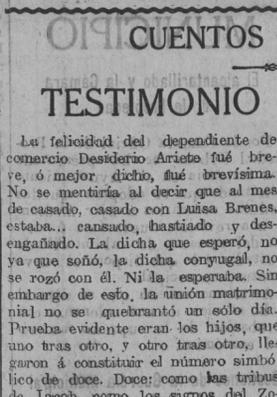 CUENTOS
TESTIMONIO
La felicidad del dependiente de
comercio Desiderio Ariete fué bre-
ve, ó mejor dicho, fué brevísima.
No se mentiría al decir que al mes
de casado, casado con Luisa Brenes,
estaba... cansado, hastiado y des-
engañado. La dicha que esperó, no
ya que soñó, la dicha conyugal, no
se rozó con él. Ni la esperaba. Sin
embargo de esto, la unión matrimo-
nial no se quebrantó un sólo día.
Prueba evidente eran los hijos, que
uno tras otro, y otro tras otro, lle-
garon á constituir el número simbó
lico de doce. Doce: como las tribus